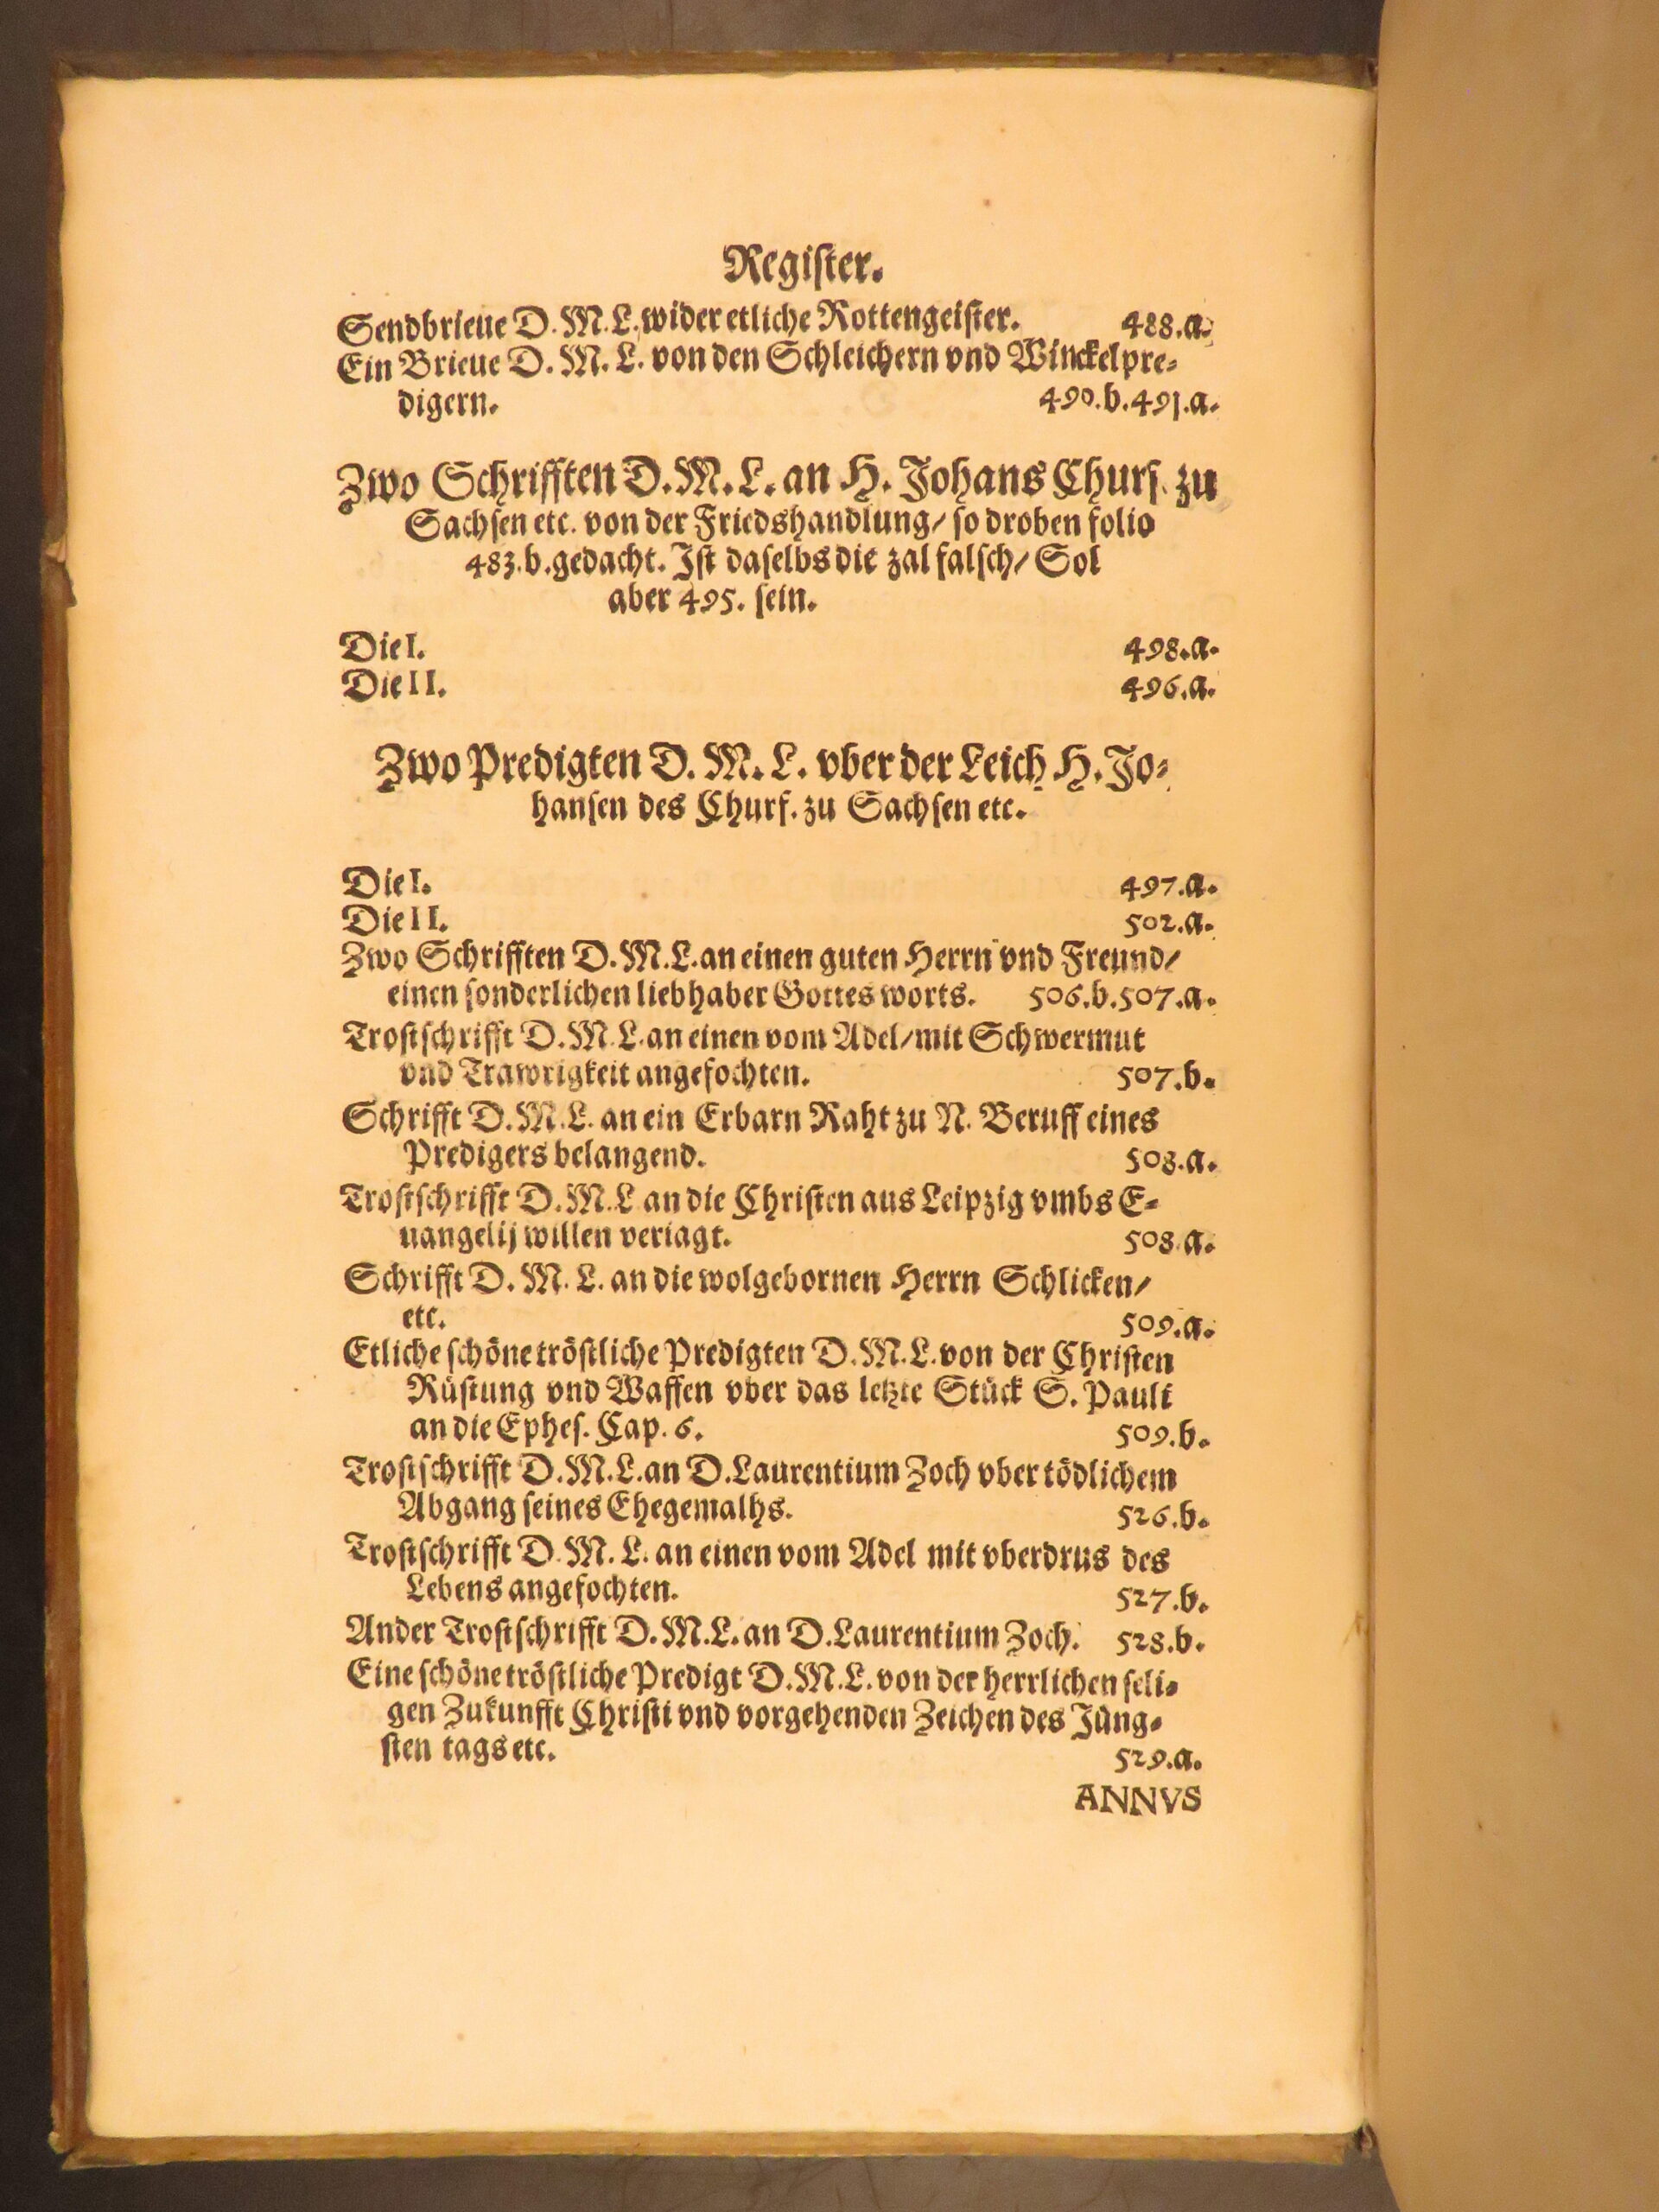 Register.
Sendbrieue D. M. L. wider etliche Rottengeister. 488.a.
Ein Brieue D. M. L. von den Schleichern vnd Winckelpre-
digern. 490.b.491.a.
Zwo Schrifften D. M. L. an H. Johans Churf. zu
Sachsen etc. von der Friedshandlung/ so droben folio
483.b.gedacht. Ist daselbs die zal falsch/ Sol
aber 495. sein.
Die I. 498.a.
Die II. 496.a.
Zwo Predigten D. M. L. vber der Leich H. Jo-
hansen des Churf. zu Sachsen etc.
Die I. 497.a.
Die II. 502.a.
Zwo Schrifften D. M. L. an einen guten Herrn vnd Freund/
einen sonderlichen liebhaber Gottes worts. 506.b.507.a.
Trostschrifft D. M L. an einen vom Adel/ mit Schwermut
vnd Trawrigkeit angefochten. 507.b.
Schrifft D. M. L. an ein Erbarn Raht zu N. Beruff eines
Predigers belangend. 508.a.
Trostschrifft D. M. L an die Christen aus Leipzig vmbs E-
uangelij willen veriagt. 508.a.
Schrifft D. M. L. an die wolgebornen Herrn Schlicken/
etc. 509.a.
Etliche schöne tröstliche Predigten D. M. L. von der Christen
Rüstung vnd Waffen vber das letzte Stück S. Pauli
an die Ephes. Cap. 6. 509.b.
Trostschrifft D. M. L. an D. Laurentium Zoch vber tödlichem
Abgang seines Ehegemalhs. 526.b.
Trostschrifft D. M. L. an einen vom Adel mit vberdrus des
Lebens angefochten. 527.b.
Ander Trostschrifft D. M. L. an D. Laurentium Zoch. 528.b.
Eine schöne tröstliche Predigt D. M. L. von der herrlichen seli-
gen Zukunfft Christi vnd vorgehenden Zeichen des Jüng-
sten tags etc. 529.a.
ANNVS